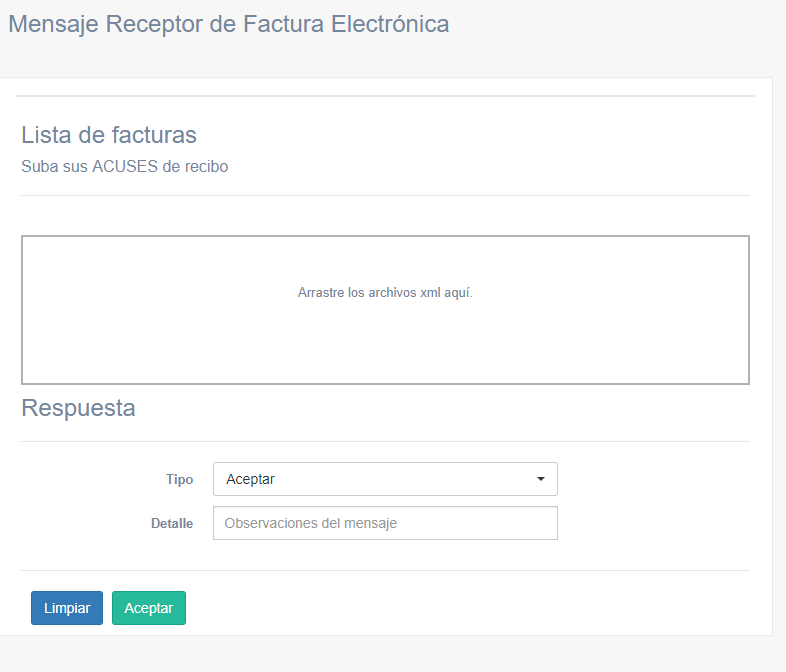 Mensaje Receptor de Factura Electrónica
Lista de facturas
Suba sus ACUSES de recibo
Arrastre los archivos xml aquí.
Respuesta
Tipo Aceptar
Detalle Observaciones del mensaje
Limpiar Aceptar